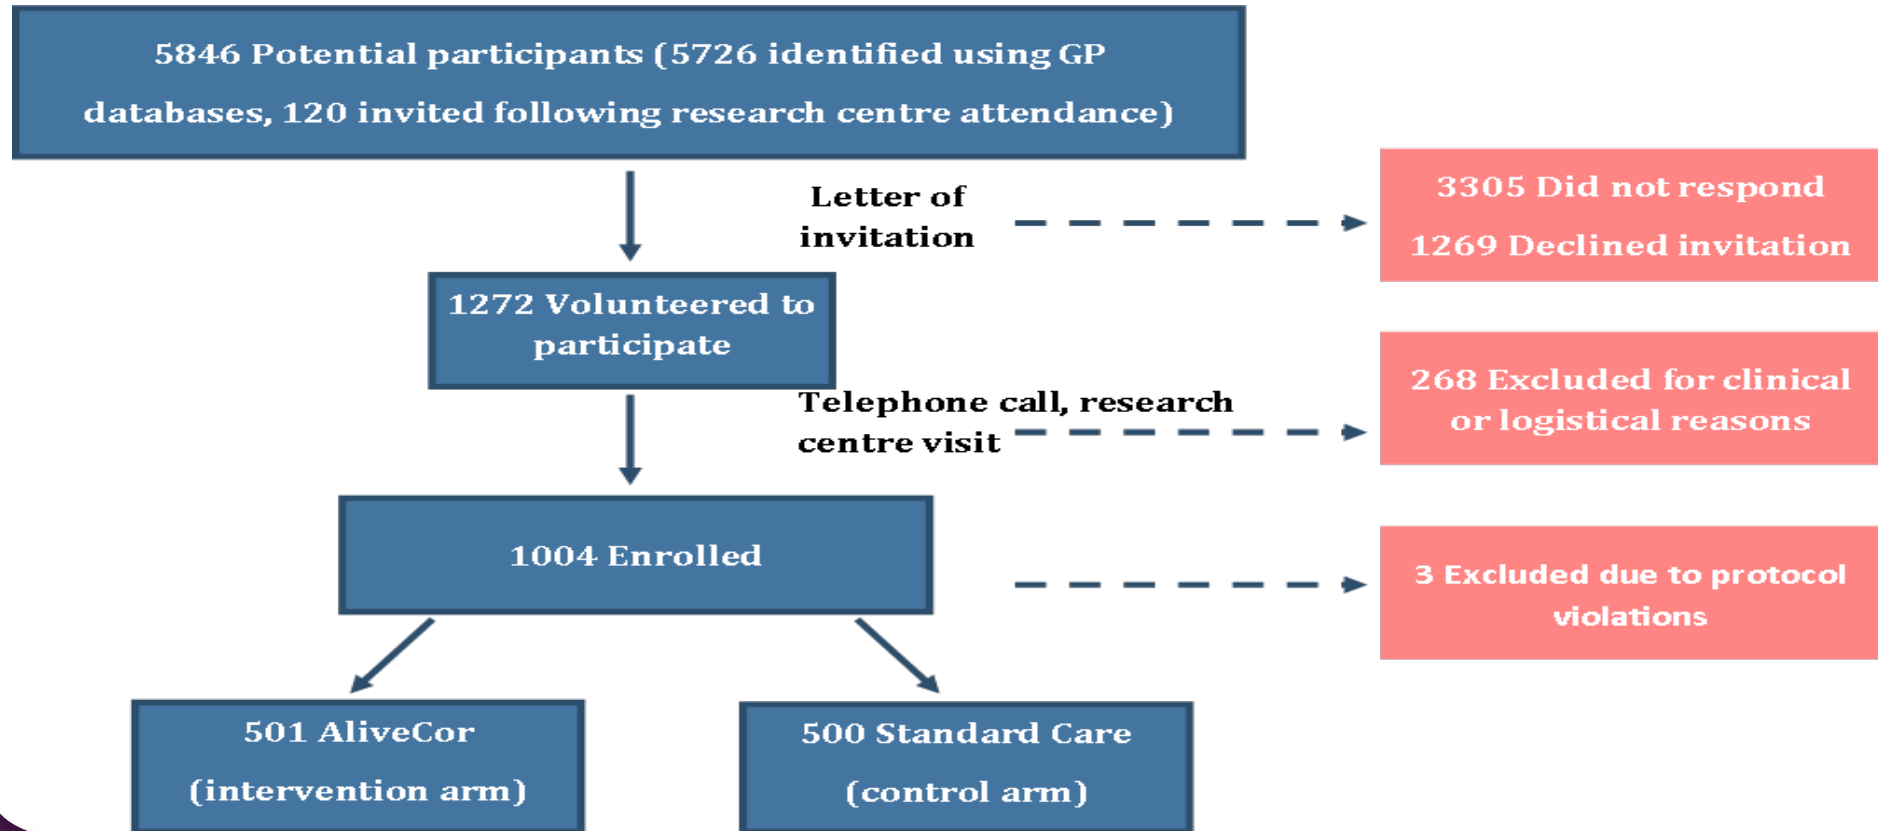 5846 Potential participants (5726 identified using GP
databases, 120 invited following research centre attendance)
Letter of
invitation
3305 Did not respond
1269 Declined invitation
1272 Volunteered to
participate
Telephone call, research
centre visit
268 Excluded for clinical
or logistical reasons
1004 Enrolled
3 Excluded due to protocol
violations
501 AliveCor
(intervention arm)
500 Standard Care
(control arm)